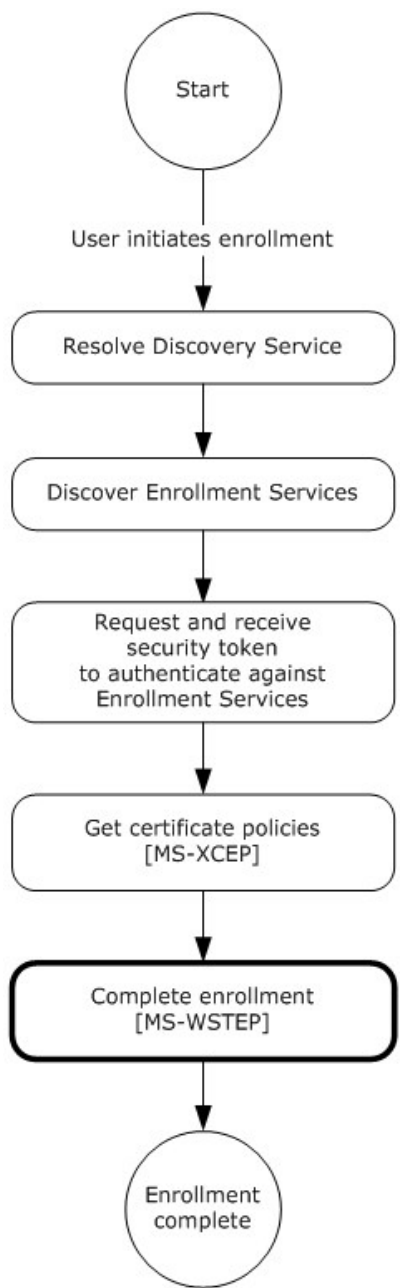 Start
User initiates enrollment
Resolve Discovery Service
Discover Enrollment Services
Request and receive
security token
to authenticate against
Enrollment Services
Get certificate policies
[MS-XCEP]
Complete enrollment
[MS-WSTEP]
Enrollment
complete